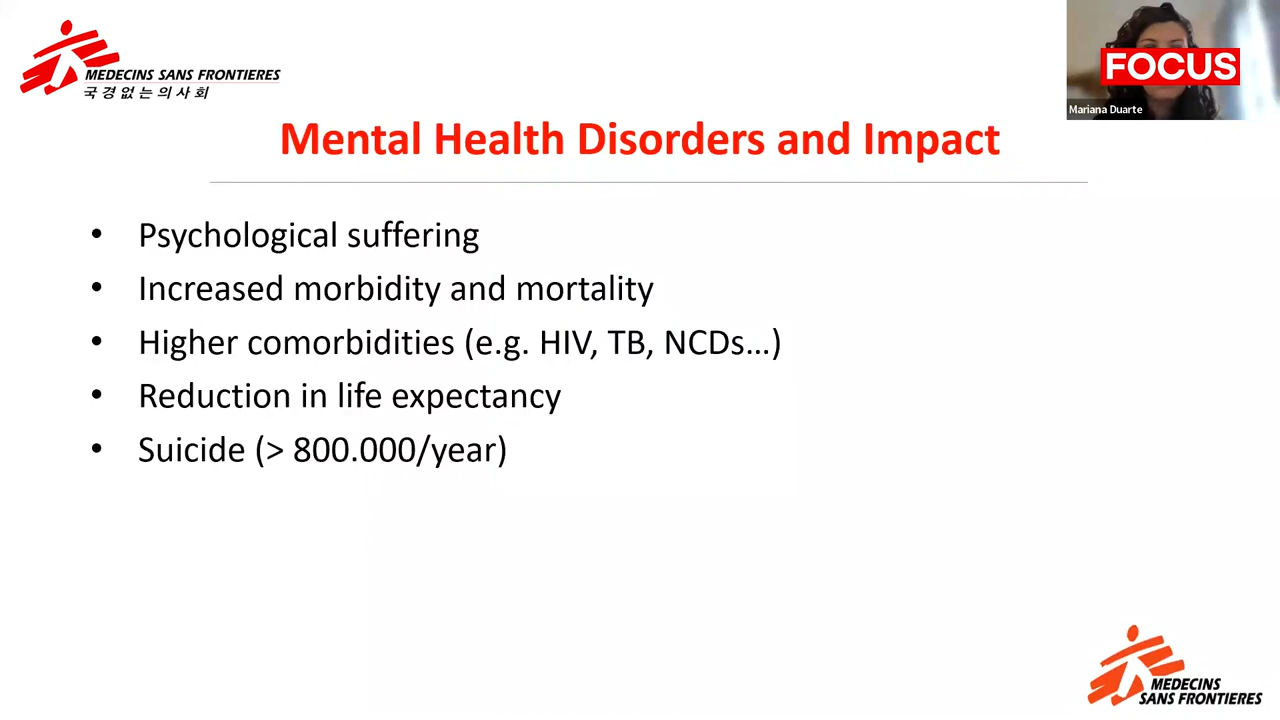 MEDECINS SANS FRONTIERES
국경없는의사회
FOCUS
Mariana Duarte
Mental Health Disorders and Impact
• Psychological suffering
• Increased morbidity and mortality
• Higher comorbidities (e.g. HIV, TB, NCDs…)
• Reduction in life expectancy
• Suicide (> 800.000/year)
MEDECINS
SANS FRONTIERES